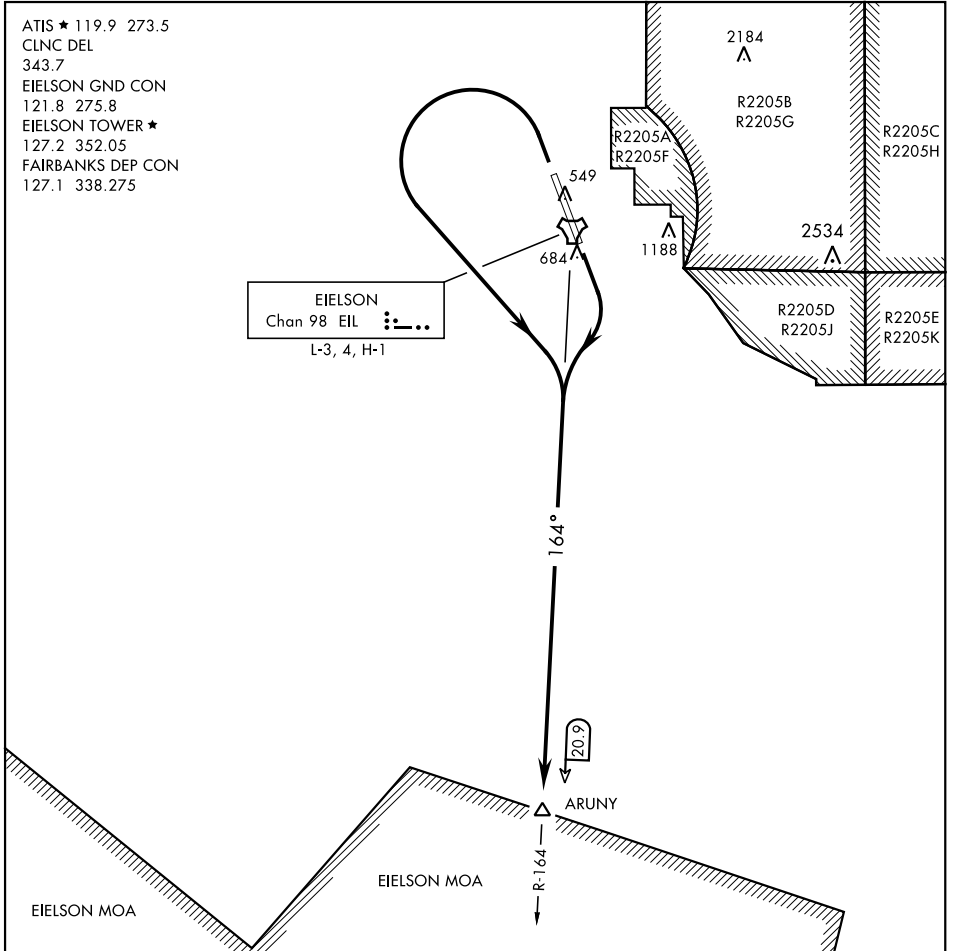 ATIS ★ 119.9 273.5
CLNC DEL
343.7
EIELSON GND CON
121.8 275.8
EIELSON TOWER ★
127.2 352.05
FAIRBANKS DEP CON
127.1 338.275
2184
R2205B
R2205G
R2205A
R2205F
R2205C
R2205H
549
684
1188
2534
R2205D
R2205J
R2205E
R2205K
EIELSON
Chan 98 EIL
L-3, 4, H-1
164°
20.9
ARUNY
R-164
EIELSON MOA
EIELSON MOA